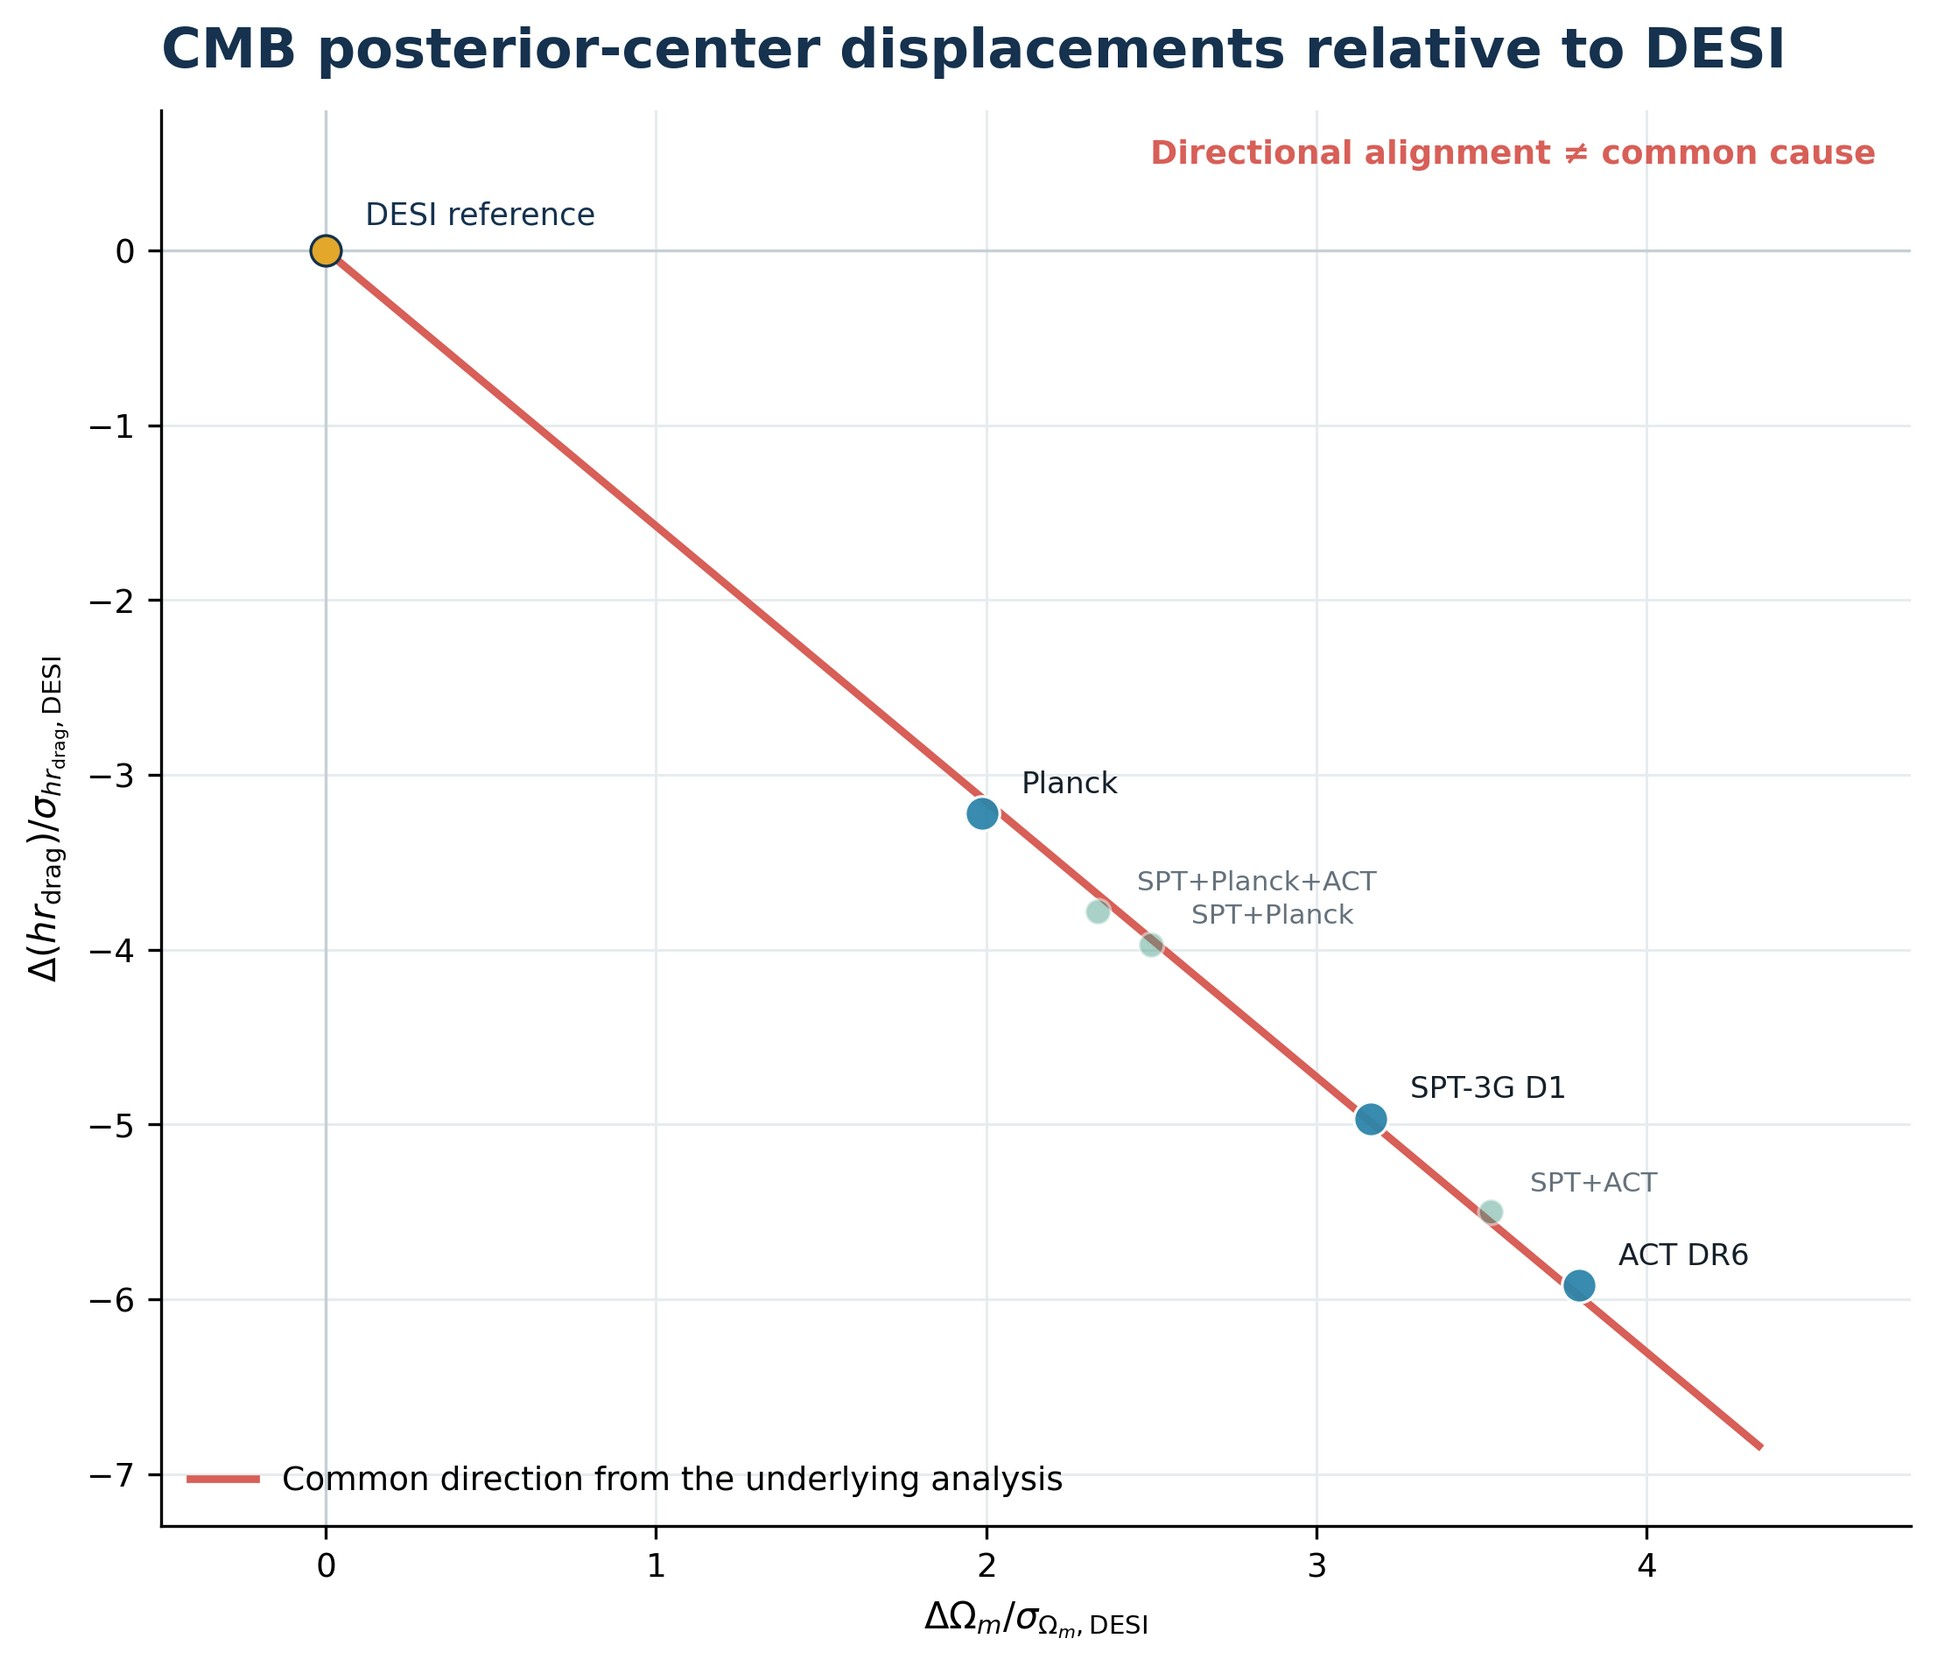 CMB posterior-center displacements relative to DESI
Directional alignment ≠ common cause
DESI reference
0
−1
−2
−3
−4
−5
−6
−7
Δ(hr_drag)/σ_hr_drag,DESI
Planck
SPT+Planck+ACT
SPT+Planck
SPT-3G D1
SPT+ACT
ACT DR6
Common direction from the underlying analysis
0 1 2 3 4
ΔΩ_m/σ_Ω_m,DESI